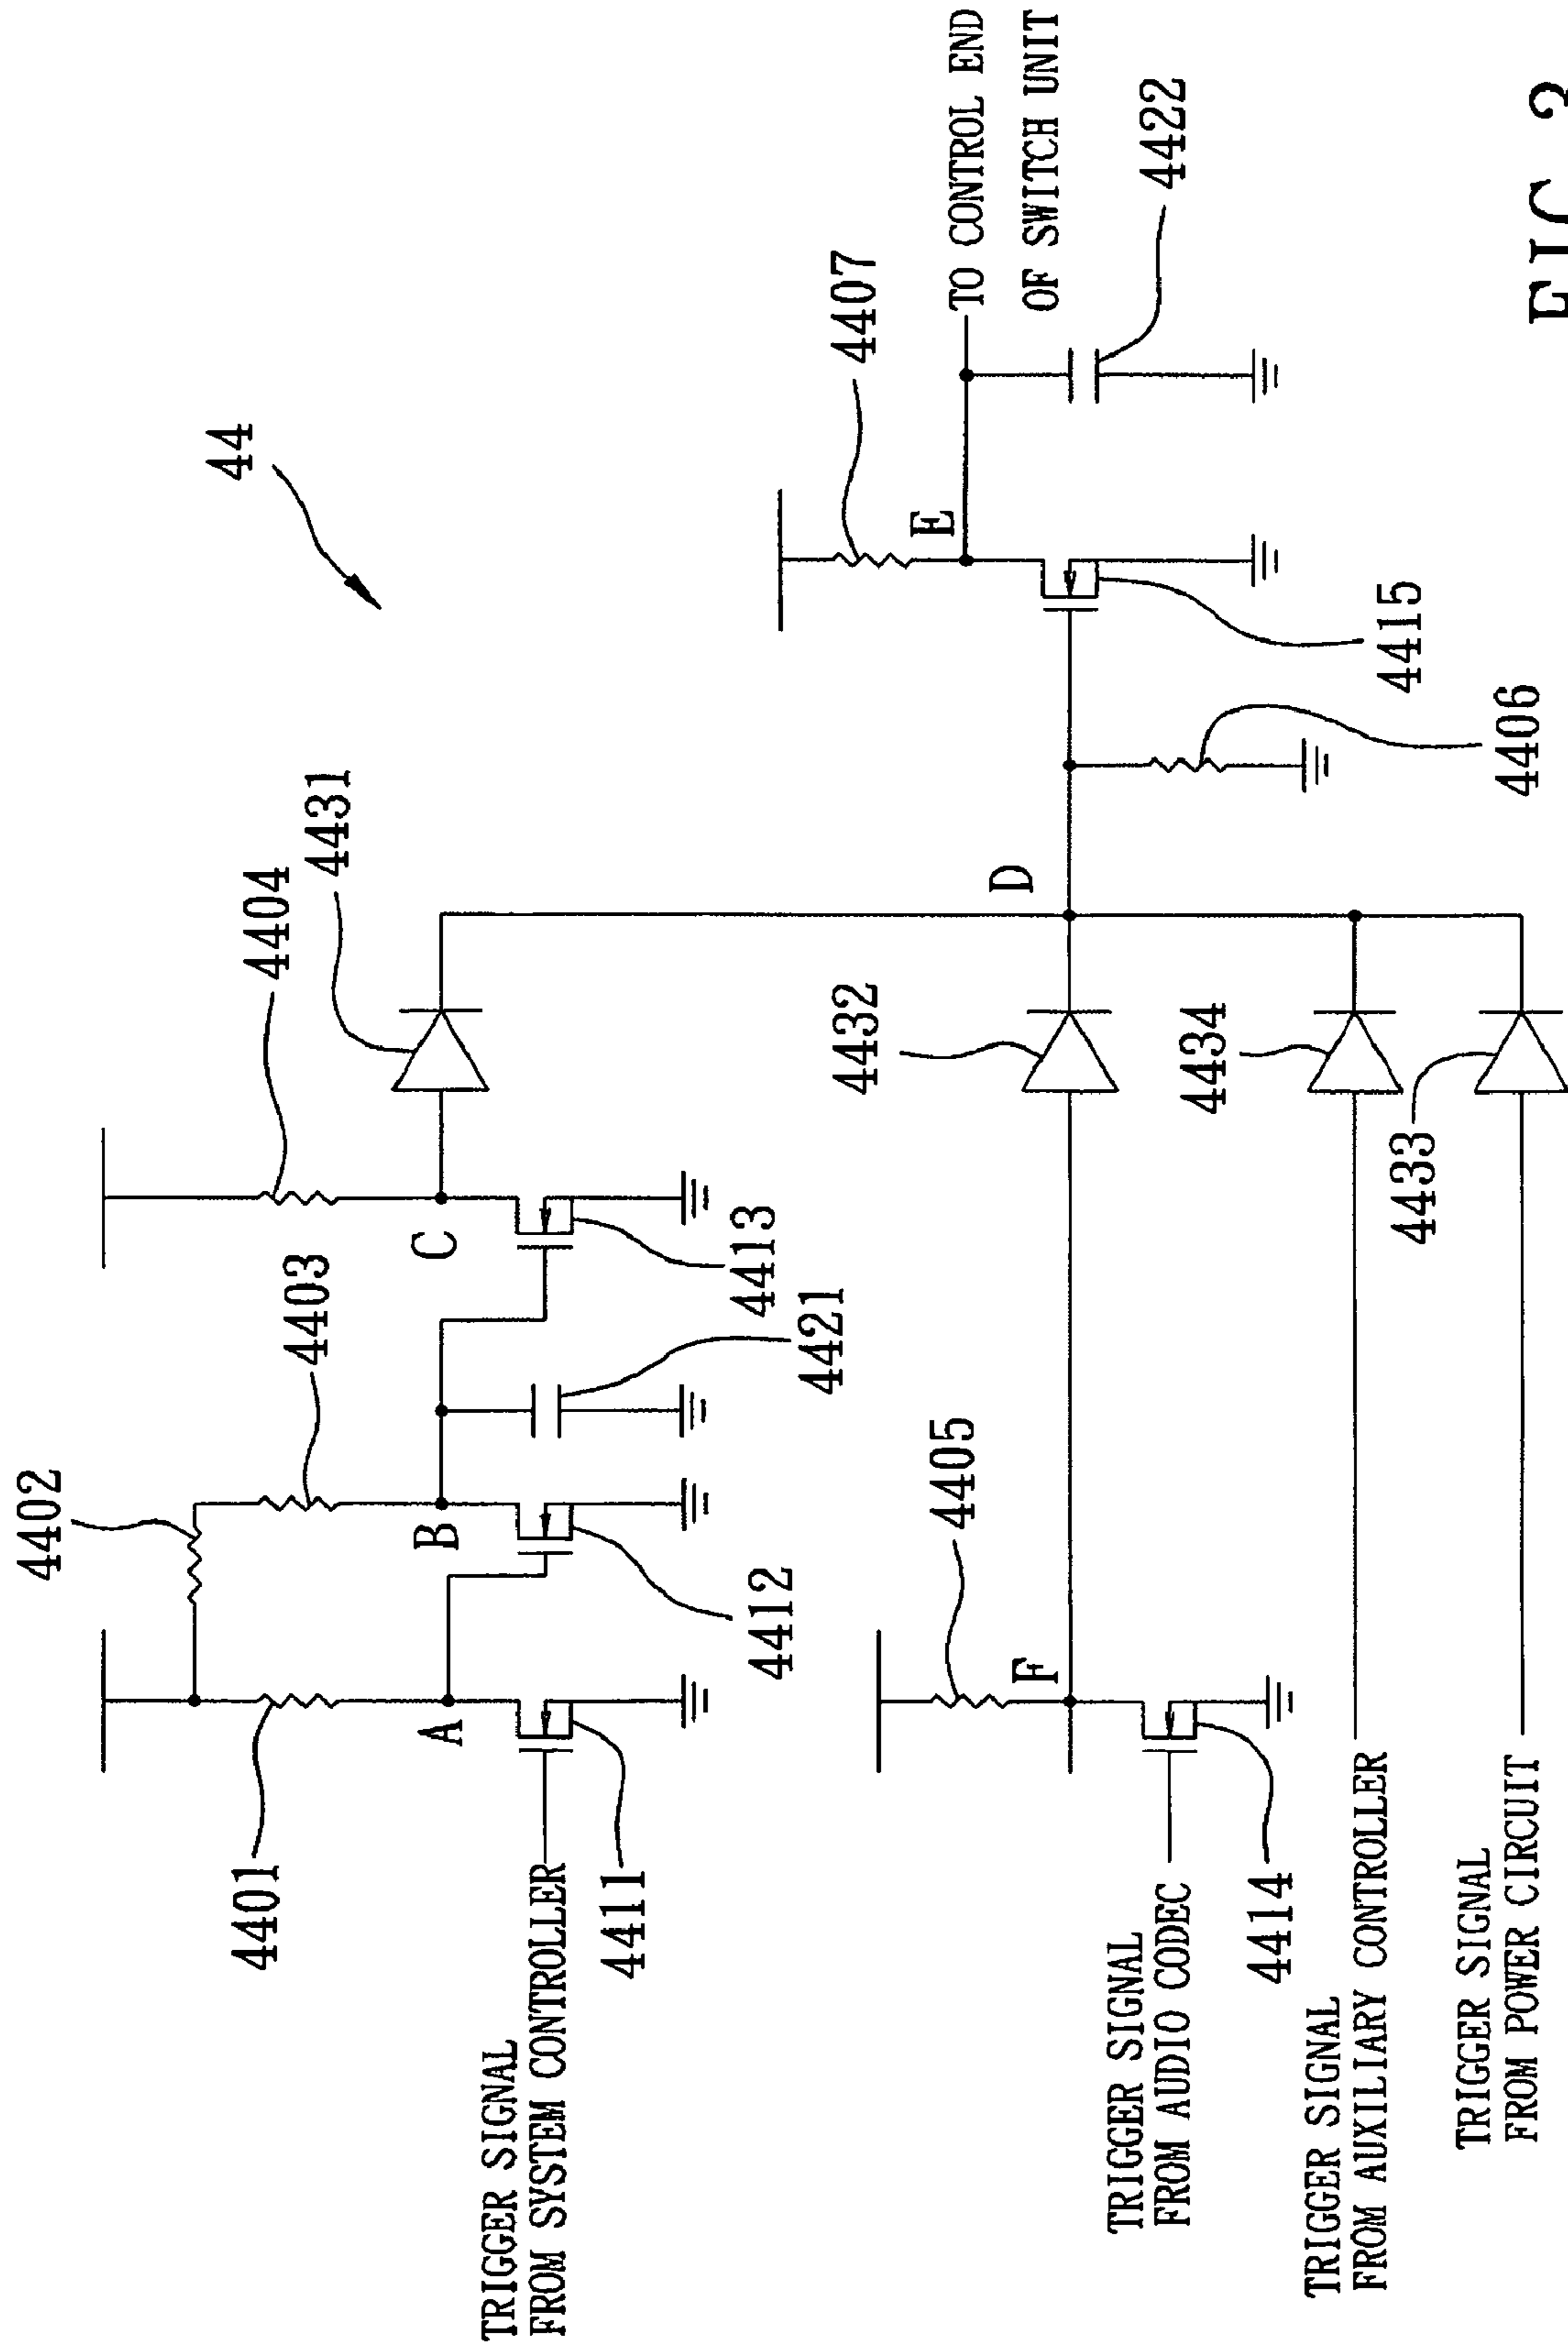 44
4402
4401
4403
4404
4431
A
B
C
TRIGGER SIGNAL
FROM SYSTEM CONTROLLER
4411
4412
4413
4421
4405
4432
4407
F
D
E
TO CONTROL END
OF SWITCH UNIT
4422
TRIGGER SIGNAL
FROM AUDIO CODEC
4414
4434
4415
TRIGGER SIGNAL
FROM AUXILIARY CONTROLLER
4433
4406
TRIGGER SIGNAL
FROM POWER CIRCUIT
FIG